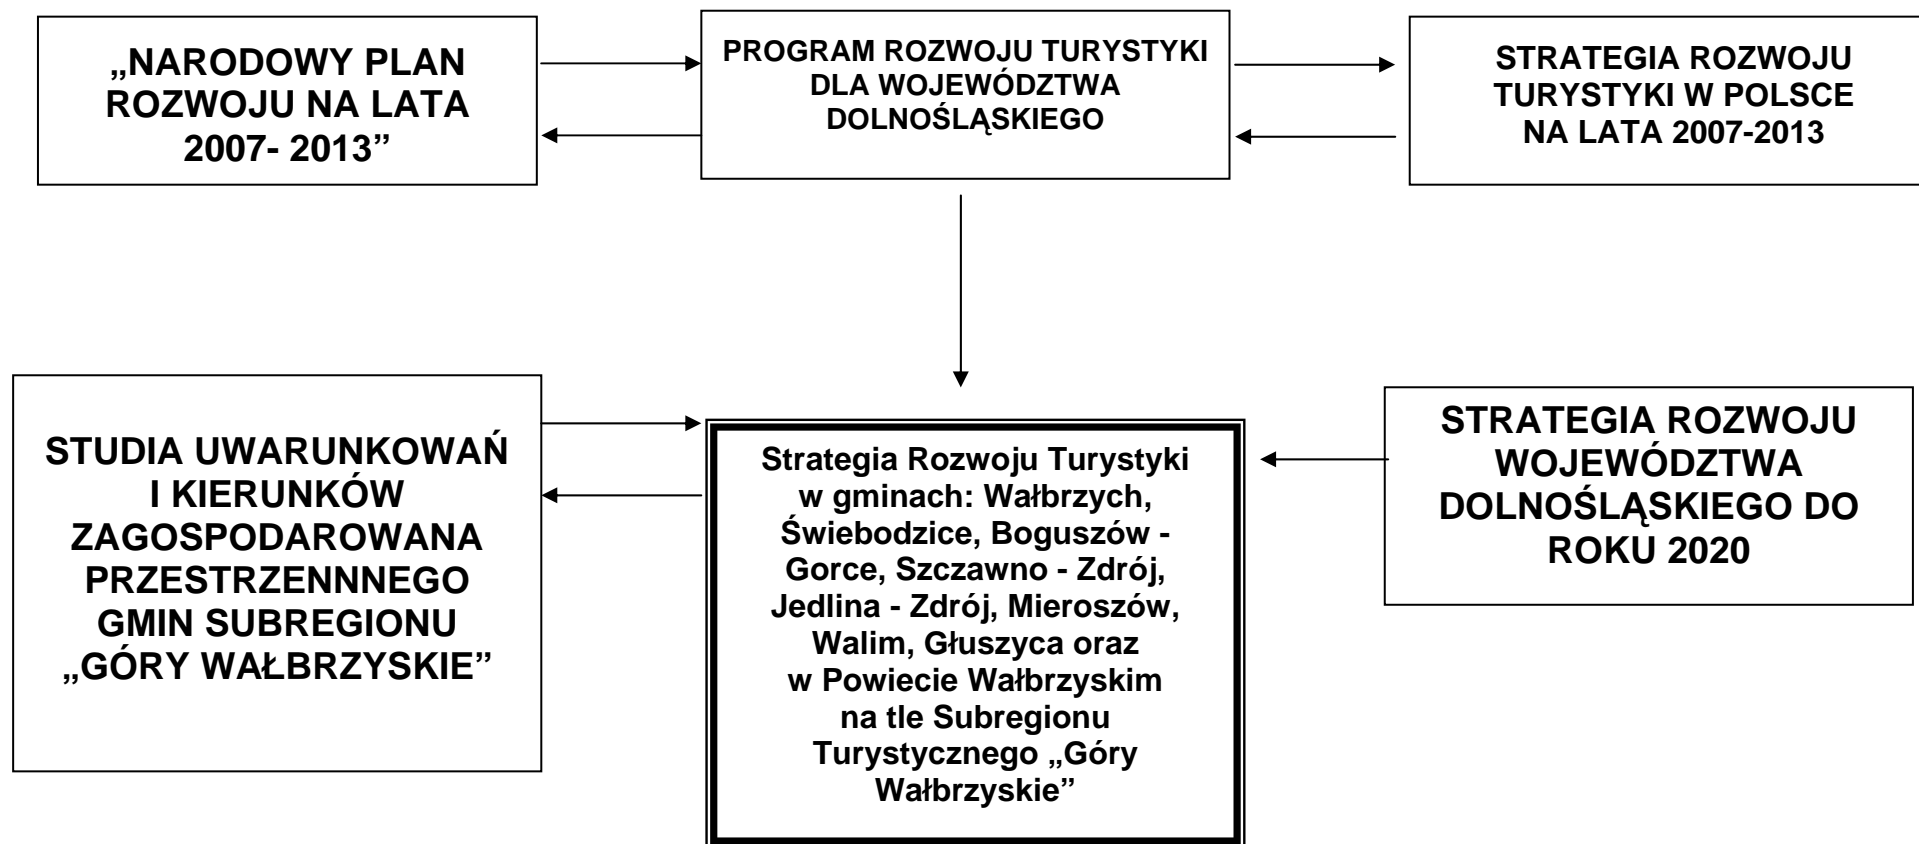 „NARODOWY PLAN
ROZWOJU NA LATA
2007- 2013”
PROGRAM ROZWOJU TURYSTYKI
DLA WOJEWÓDZTWA
DOLNOŚLĄSKIEGO
STRATEGIA ROZWOJU
TURYSTYKI W POLSCE
NA LATA 2007-2013
STUDIA UWARUNKOWAŃ
I KIERUNKÓW
ZAGOSPODAROWANA
PRZESTRZENNNEGO
GMIN SUBREGIONU
„GÓRY WAŁBRZYSKIE”
Strategia Rozwoju Turystyki
w gminach: Wałbrzych,
Świebodzice, Boguszów -
Gorce, Szczawno - Zdrój,
Jedlina - Zdrój, Mieroszów,
Walim, Głuszyca oraz
w Powiecie Wałbrzyskim
na tle Subregionu
Turystycznego „Góry
Wałbrzyskie”
STRATEGIA ROZWOJU
WOJEWÓDZTWA
DOLNOŚLĄSKIEGO DO
ROKU 2020